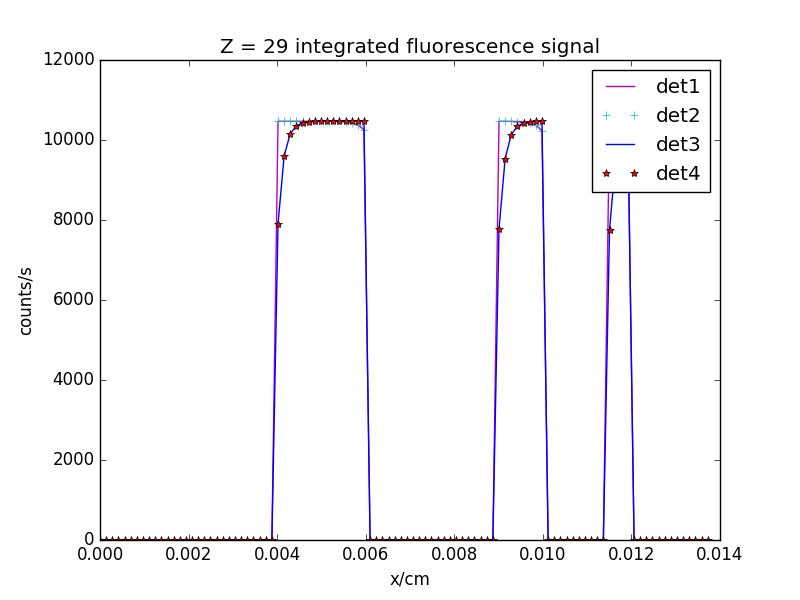 Z = 29 integrated fluorescence signal
12000
10000
8000
6000
4000
2000
0
counts/s
0.000 0.002 0.004 0.006 0.008 0.010 0.012 0.014
x/cm
det1
det2
det3
det4